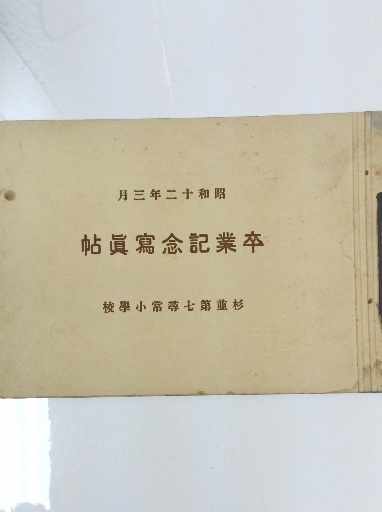 昭和十二年三月
卒業記念寫眞帖
杉並第七尋常小學校